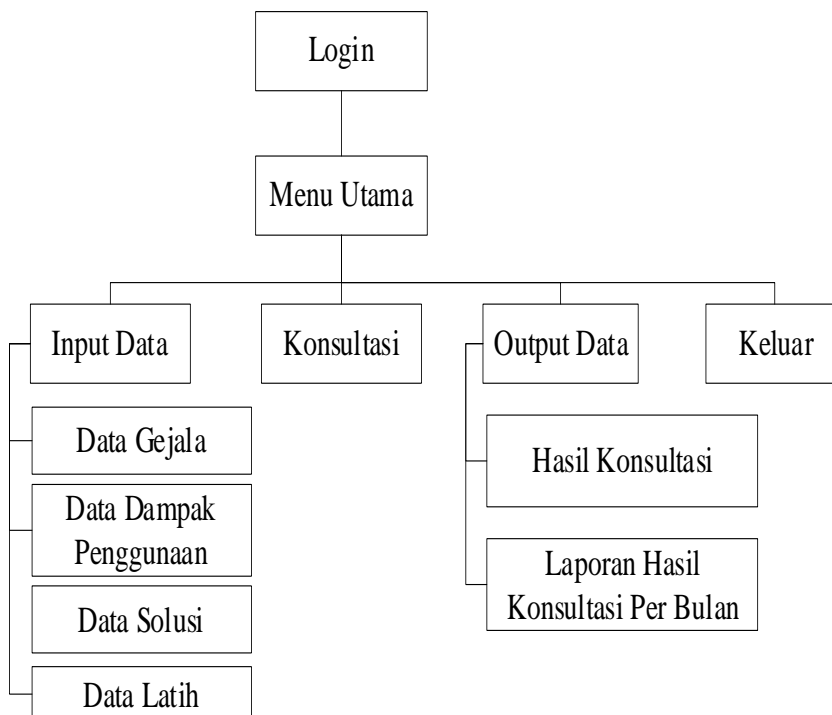 Login
Menu Utama
Input Data
Konsultasi
Output Data
Keluar
Data Gejala
Data Dampak
Penggunaan
Data Solusi
Data Latih
Hasil Konsultasi
Laporan Hasil
Konsultasi Per Bulan